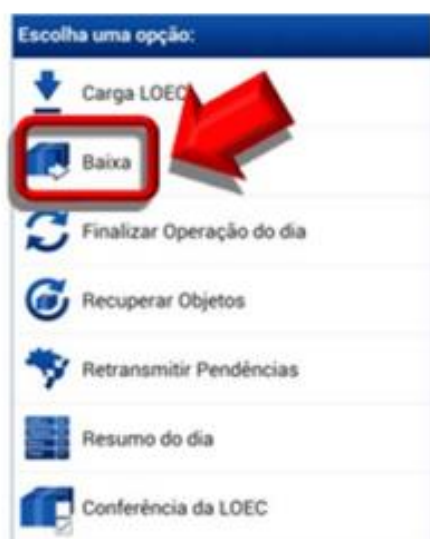 Escolha uma opção:
Carga LOEC
Baixa
Finalizar Operação do dia
Recuperar Objetos
Retransmitir Pendências
Resumo do dia
Conferência da LOEC